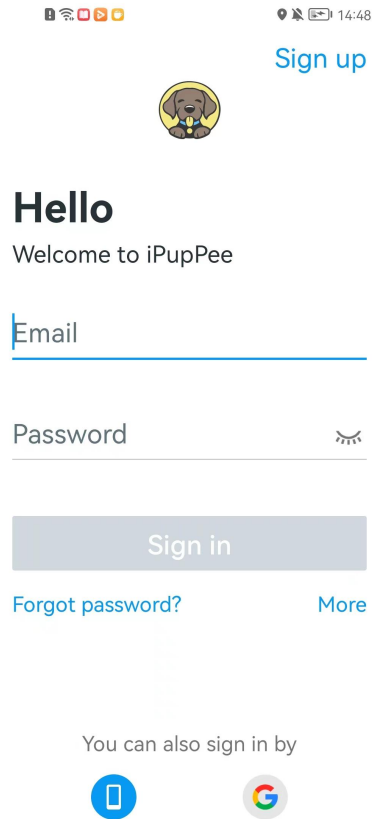 14:48
Sign up
Hello
Welcome to iPupPee
Email
Password
Sign in
Forgot password? More
You can also sign in by